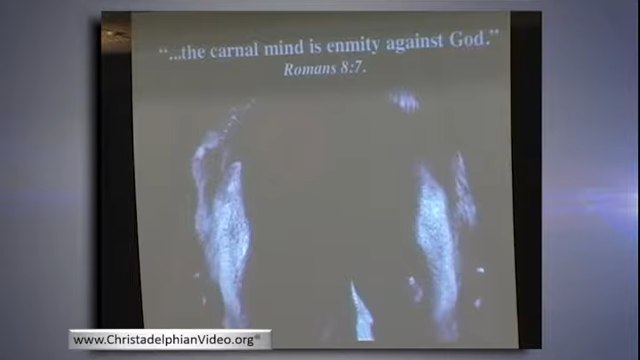 “...the carnal mind is enmity against God.”
Romans 8:7.
www.ChristadelphianVideo.org®